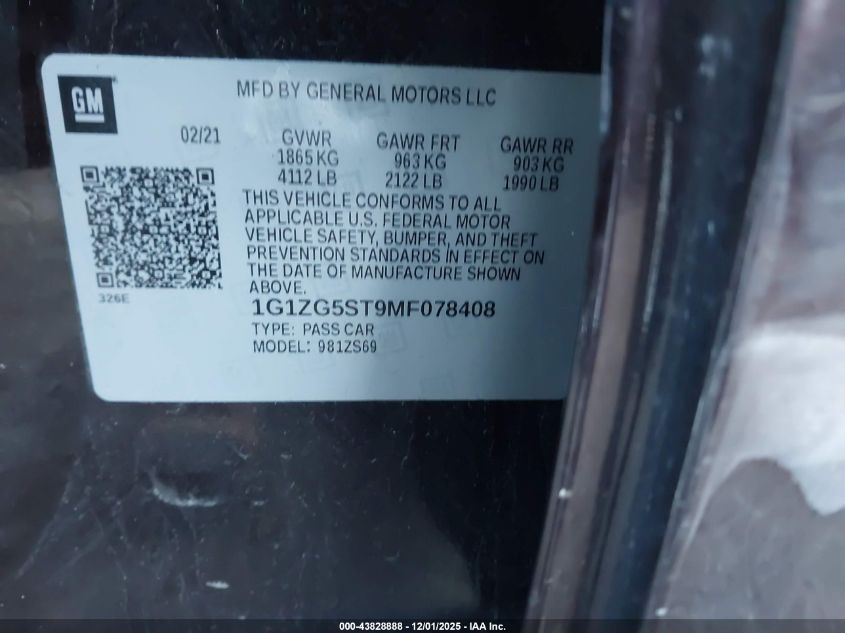 GM
MFD BY GENERAL MOTORS LLC
02/21 GVWR GAWR FRT GAWR RR
1865 KG 963 KG 903 KG
4112 LB 2122 LB 1990 LB
THIS VEHICLE CONFORMS TO ALL
APPLICABLE U.S. FEDERAL MOTOR
VEHICLE SAFETY, BUMPER, AND THEFT
PREVENTION STANDARDS IN EFFECT ON
THE DATE OF MANUFACTURE SHOWN
ABOVE.
326E
1G1ZG5ST9MF078408
TYPE: PASS CAR
MODEL: 981ZS69
000-43828888 - 12/01/2025 - IAA Inc.